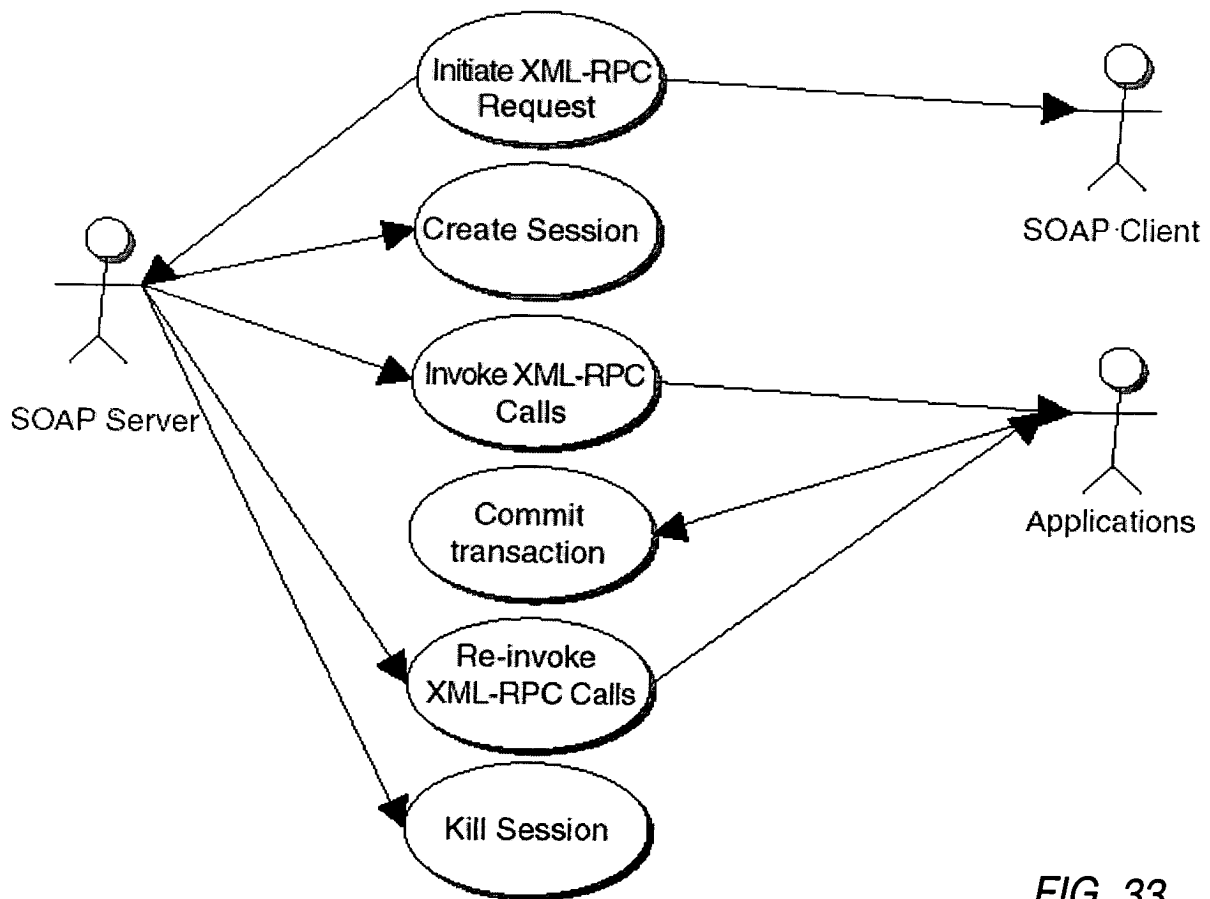 Initiate XML-RPC
Request
SOAP Client
Create Session
SOAP Server
Invoke XML-RPC
Calls
Applications
Commit
transaction
Re-invoke
XML-RPC Calls
Kill Session
FIG. 33